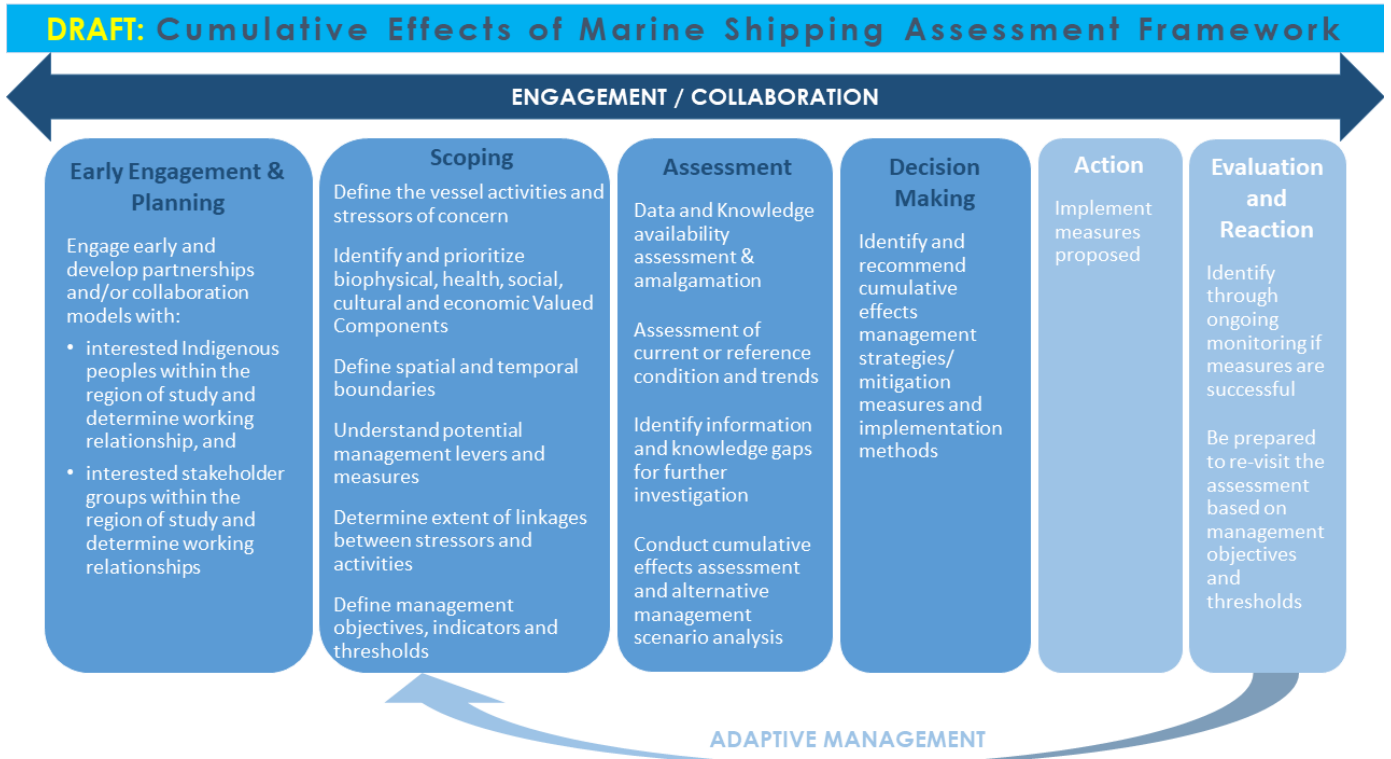 DRAFT: Cumulative Effects of Marine Shipping Assessment Framework
ENGAGEMENT / COLLABORATION
Early Engagement &
Planning
Engage early and
develop partnerships
and/or collaboration
models with:
• interested Indigenous
peoples within the
region of study and
determine working
relationship, and
• interested stakeholder
groups within the
region of study and
determine working
relationships
Scoping
Define the vessel activities and
stressors of concern
Identify and prioritize
biophysical, health, social,
cultural and economic Valued
Components
Define spatial and temporal
boundaries
Understand potential
management levers and
measures
Determine extent of linkages
between stressors and
activities
Define management
objectives, indicators and
thresholds
Assessment
Data and Knowledge
availability
assessment &
amalgamation
Assessment of
current or reference
condition and trends
Identify information
and knowledge gaps
for further
investigation
Conduct cumulative
effects assessment
and alternative
management
scenario analysis
Decision
Making
Identify and
recommend
cumulative
effects
management
strategies/
mitigation
measures and
implementation
methods
Action
Implement
measures
proposed
Evaluation
and
Reaction
Identify
through
ongoing
monitoring if
measures are
successful
Be prepared
to re-visit the
assessment
based on
management
objectives
and
thresholds
ADAPTIVE MANAGEMENT